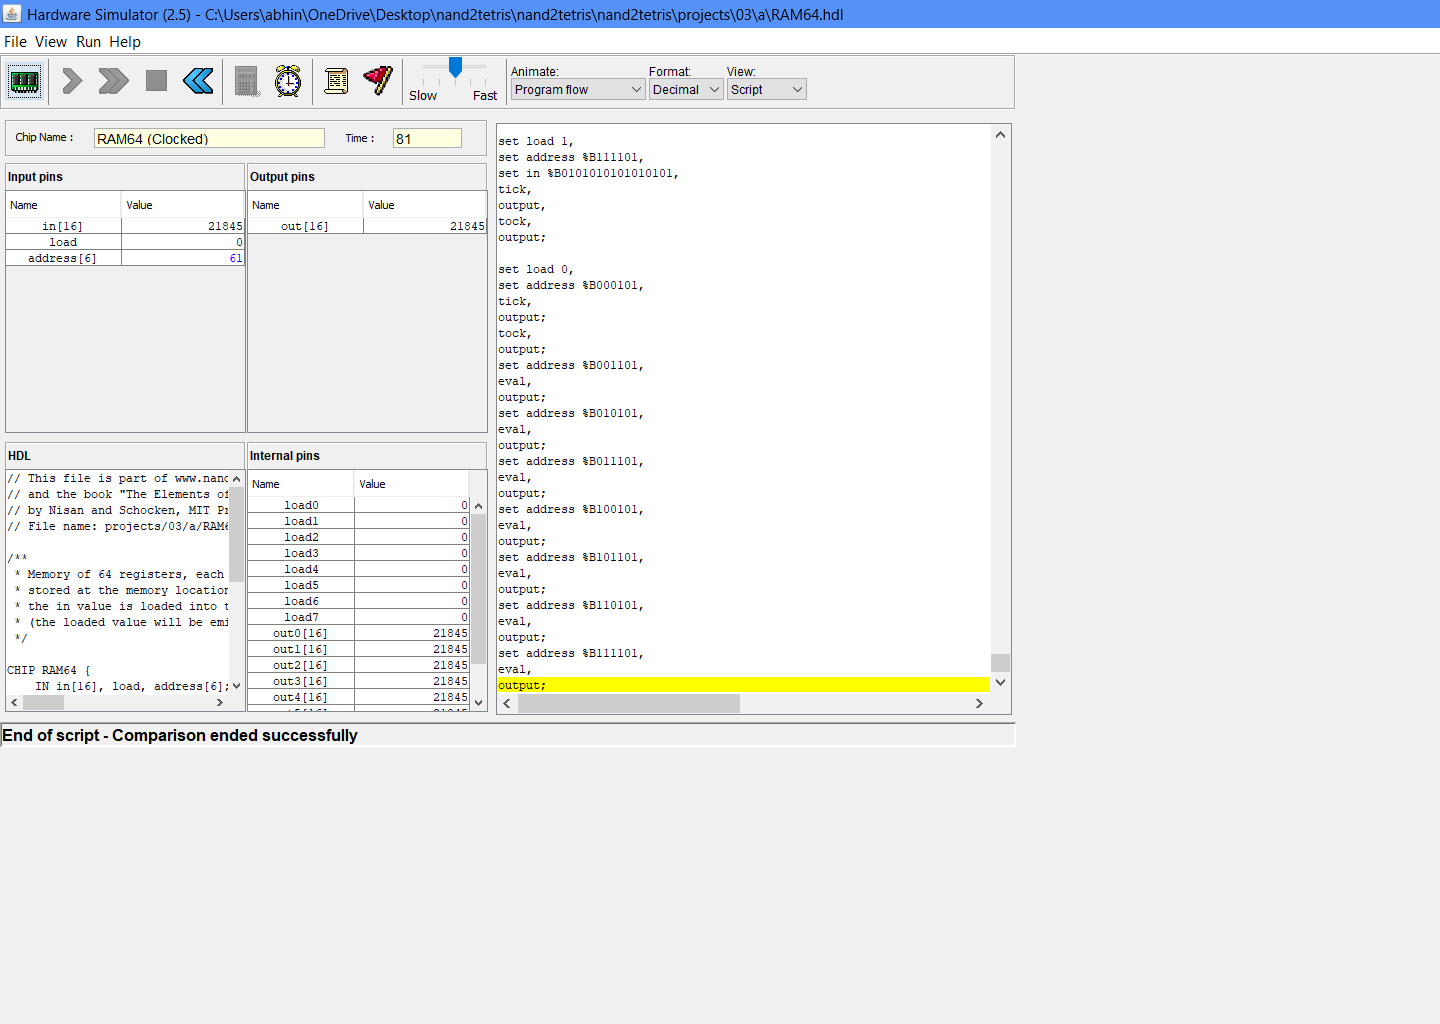 Hardware Simulator (2.5) - C:\Users\abhin\OneDrive\Desktop\nand2tetris\nand2tetris\nand2tetris\projects\03\a\RAM64.hdl
File View Run Help
Slow Fast
Animate: Format: View:
Program flow Decimal Script
Chip Name : RAM64 (Clocked) Time : 81
Input pins
Name Value
in[16] 21845
load 0
address[6] 61
Output pins
Name Value
out[16] 21845
HDL
// This file is part of www.nand
// and the book "The Elements of
// by Nisan and Schocken, MIT Pr
// File name: projects/03/a/RAM6
/**
* Memory of 64 registers, each
* stored at the memory location
* the in value is loaded into t
* (the loaded value will be emi
*/
CHIP RAM64 {
IN in[16], load, address[6];
Internal pins
Name Value
load0 0
load1 0
load2 0
load3 0
load4 0
load5 0
load6 0
load7 0
out0[16] 21845
out1[16] 21845
out2[16] 21845
out3[16] 21845
out4[16] 21845
set load 1,
set address %B111101,
set in %B0101010101010101,
tick,
output,
tock,
output;
set load 0,
set address %B000101,
tick,
output;
tock,
output;
set address %B001101,
eval,
output;
set address %B010101,
eval,
output;
set address %B011101,
eval,
output;
set address %B100101,
eval,
output;
set address %B101101,
eval,
output;
set address %B110101,
eval,
output;
set address %B111101,
eval,
output;
End of script - Comparison ended successfully